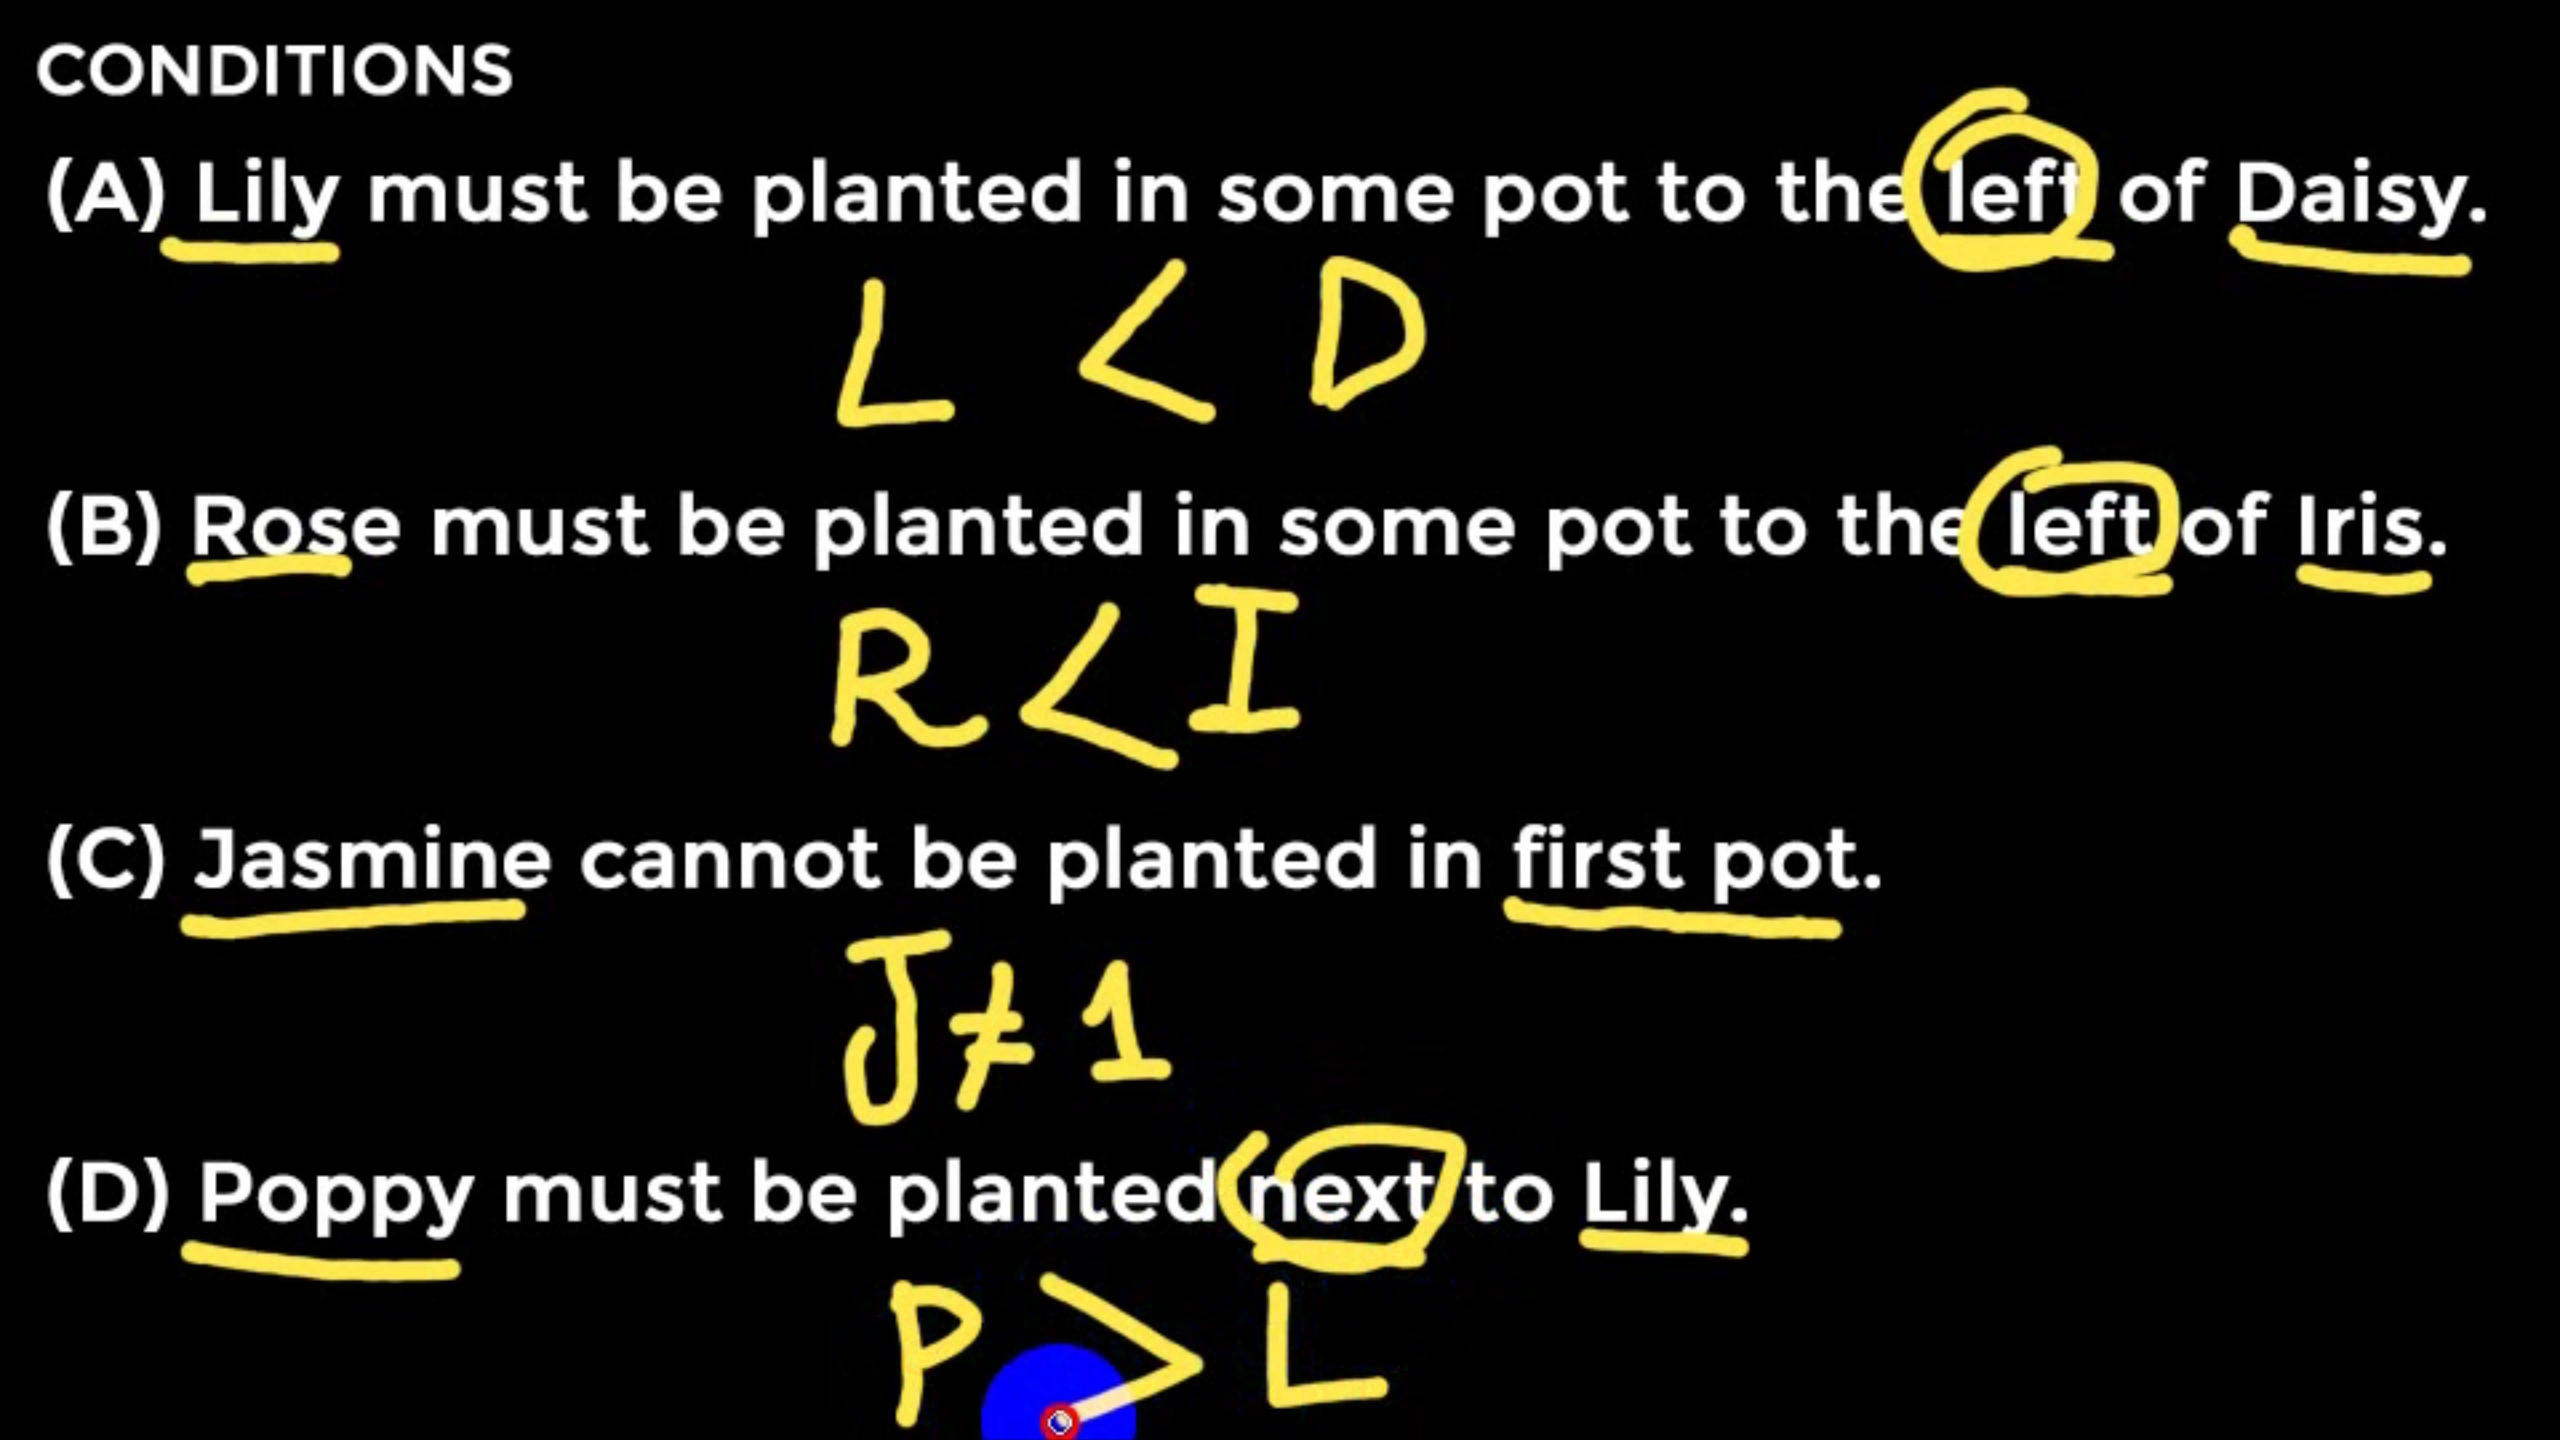 CONDITIONS
(A) Lily must be planted in some pot to the left of Daisy.
L < D
(B) Rose must be planted in some pot to the left of Iris.
R < I
(C) Jasmine cannot be planted in first pot.
J ≠ 1
(D) Poppy must be planted next to Lily.
P > L